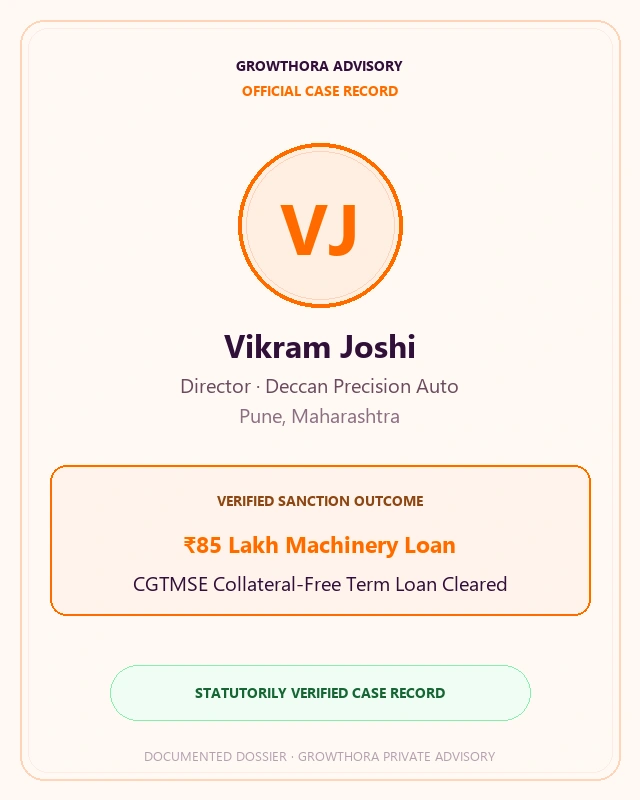 GROWTHORA ADVISORY
OFFICIAL CASE RECORD
VJ
Vikram Joshi
Director · Deccan Precision Auto
Pune, Maharashtra
VERIFIED SANCTION OUTCOME
₹85 Lakh Machinery Loan
CGTMSE Collateral-Free Term Loan Cleared
STATUTORILY VERIFIED CASE RECORD
DOCUMENTED DOSSIER · GROWTHORA PRIVATE ADVISORY